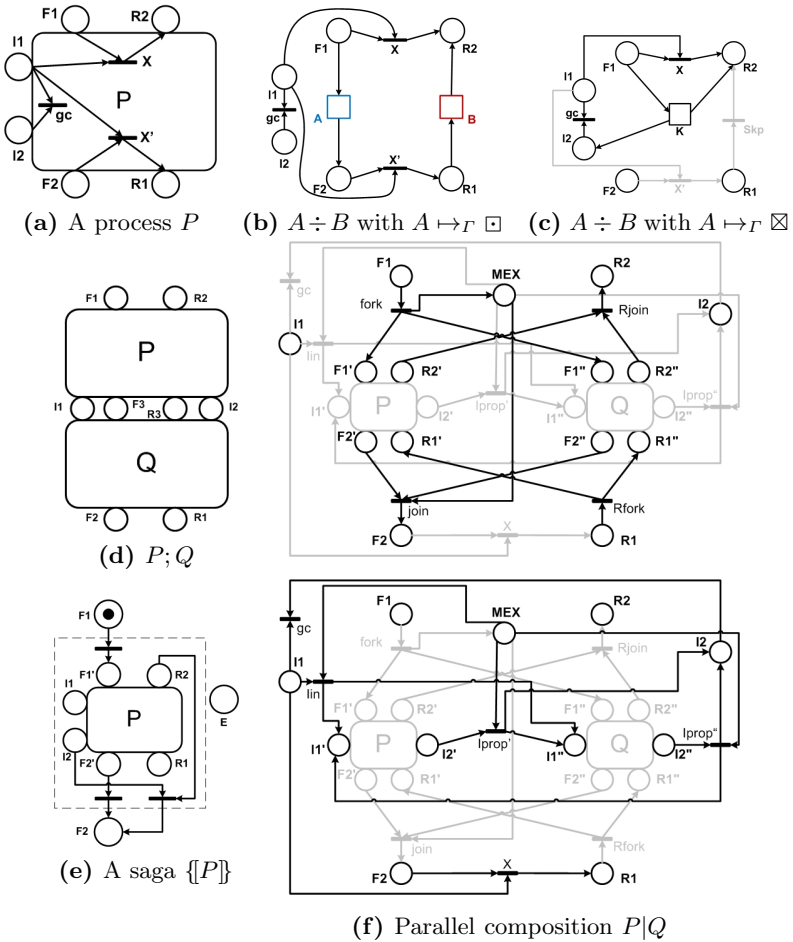 F1 R2
I1
X
P
gc
X'
I2
F2 R1
(a) A process P
F1 X R2
I1
A B
gc
I2
X'
F2 R1
(b) A ÷ B with A ↦Γ ⊡
F1 X R2
I1
gc K Skp
I2
F2 X' R1
(c) A ÷ B with A ↦Γ ⊠
F1 R2
P
I1 F3 R3 I2
Q
F2 R1
(d) P; Q
F1 MEX R2
gc
fork Rjoin I2
I1
Iin
F1' R2' F1" R2"
I1' P I2' Iprop' I1" Q I2" Iprop"
F2' R1' F2" R1"
join Rfork
F2 X R1
F1
F1' R2
I1
P
E
I2
F2' R1
F2
(e) A saga {[P]}
F1 MEX R2
gc
fork Rjoin I2
I1
Iin
F1' R2' F1" R2"
I1' P I2' Iprop' I1" Q I2" Iprop"
F2' R1' F2" R1"
join Rfork
F2 X R1
(f) Parallel composition P|Q